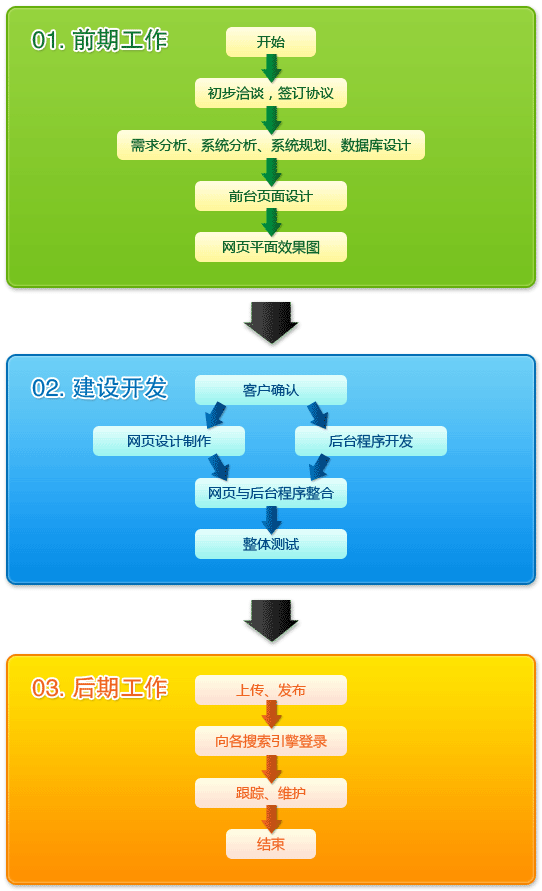 01. 前期工作
开始
初步洽谈，签订协议
需求分析、系统分析、系统规划、数据库设计
前台页面设计
网页平面效果图
02. 建设开发
客户确认
网页设计制作
后台程序开发
网页与后台程序整合
整体测试
03. 后期工作
上传、发布
向各搜索引擎登录
跟踪、维护
结束